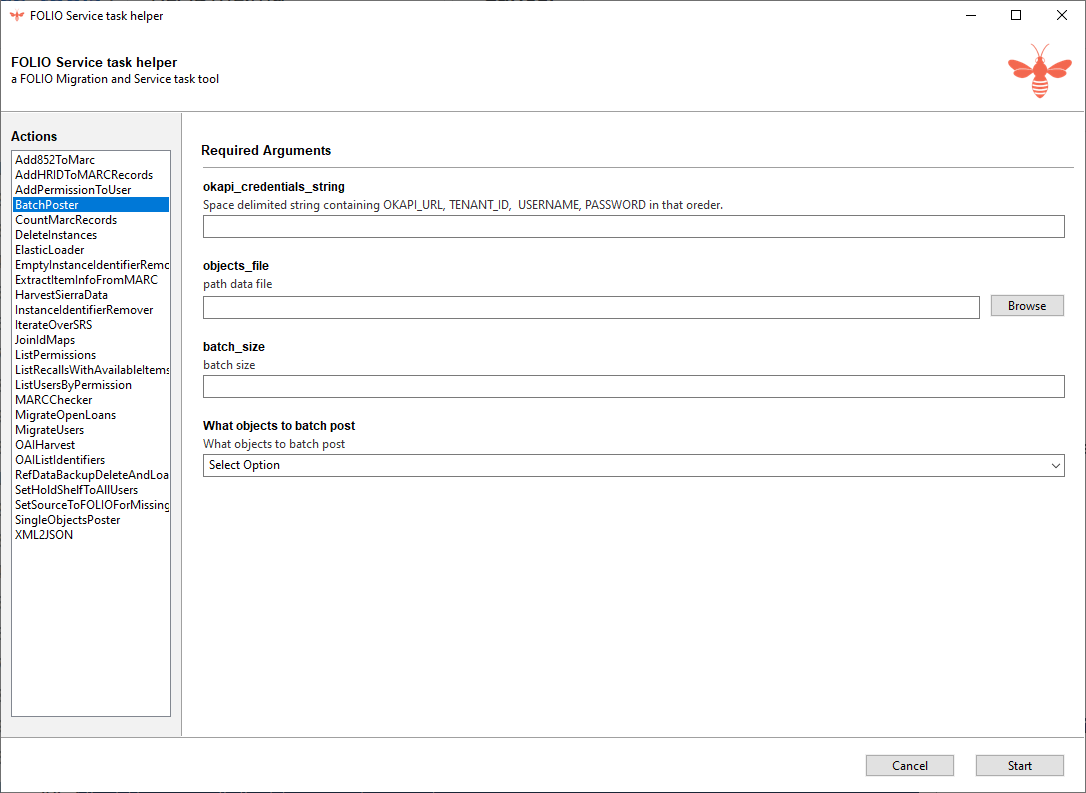 FOLIO Service task helper
FOLIO Service task helper
a FOLIO Migration and Service task tool
Actions
Add852ToMarc
AddHRIDToMARCRecords
AddPermissionToUser
BatchPoster
CountMarcRecords
DeleteInstances
ElasticLoader
EmptyInstanceIdentifierRemo
ExtractItemInfoFromMARC
HarvestSierraData
InstanceIdentifierRemover
IterateOverSRS
JoinIdMaps
ListPermissions
ListRecallsWithAvailableItems
ListUsersByPermission
MARCChecker
MigrateOpenLoans
MigrateUsers
OAIHarvest
OAIListIdentifiers
RefDataBackupDeleteAndLoa
SetHoldShelfToAllUsers
SetSourceToFOLIOForMissing
SingleObjectsPoster
XML2JSON
Required Arguments
okapi_credentials_string
Space delimited string containing OKAPI_URL, TENANT_ID,  USERNAME, PASSWORD in that oreder.
objects_file
path data file
Browse
batch_size
batch size
What objects to batch post
What objects to batch post
Select Option
Cancel
Start